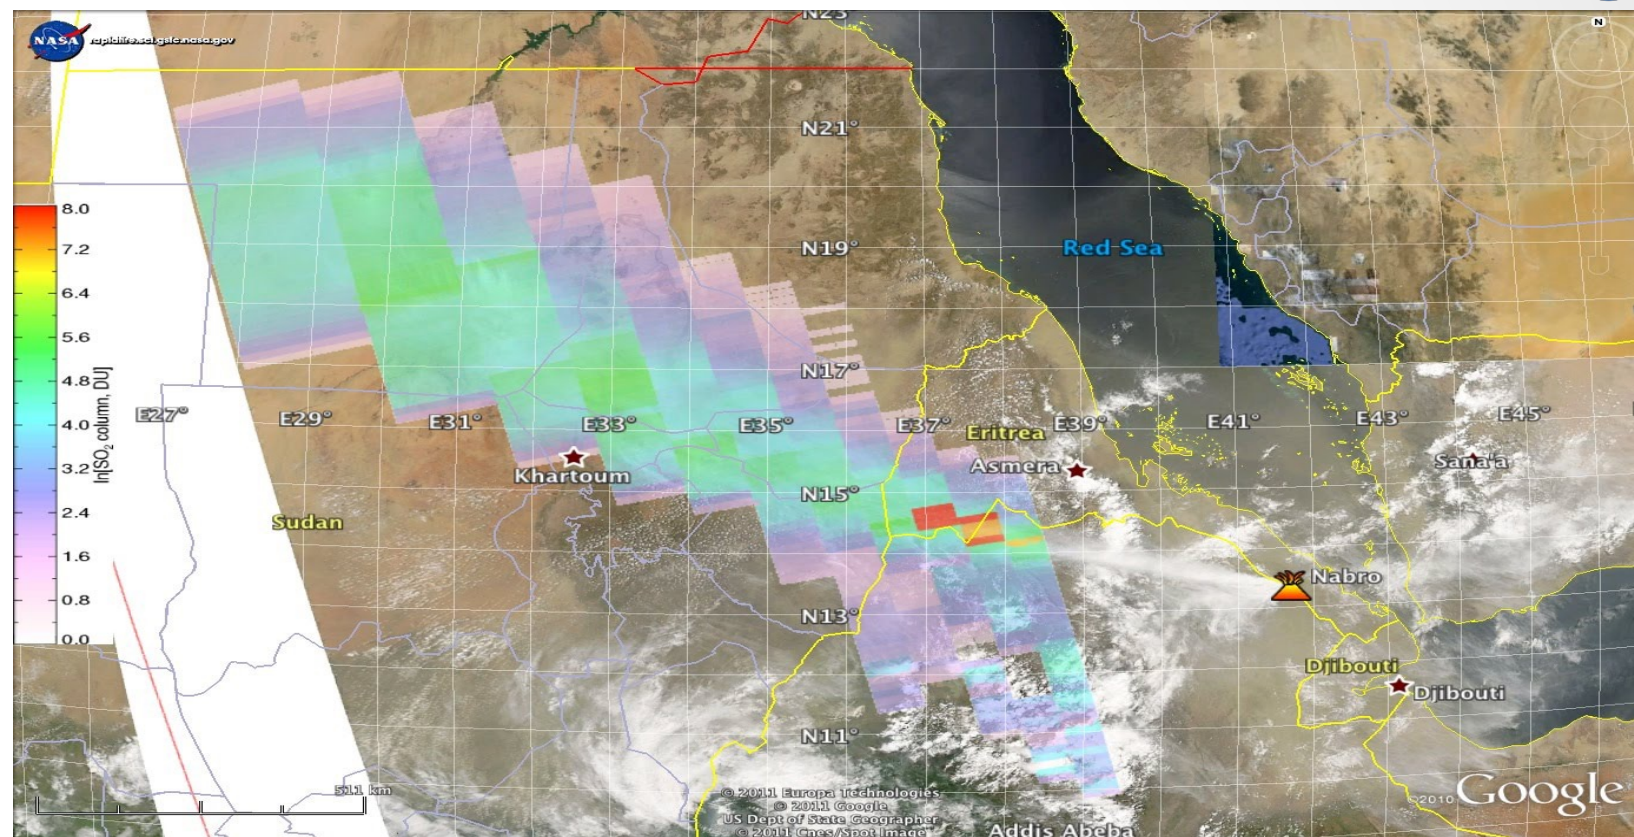 N23°
NASA
rapidfire.sci.gsfc.nasa.gov
N
N21°
8.0
7.2
6.4
5.6
4.8
4.0
3.2
2.4
1.6
0.8
0.0
ln[SO₂ column, DU]
N19°
Red Sea
N17°
E27°
E29°
E31°
E33°
E35°
E37°
E39°
E41°
E43°
E45°
Eritrea
Asmera
Sana'a
Khartoum
N15°
Sudan
Nabro
N13°
Djibouti
Djibouti
N11°
511 km
© 2011 Europa Technologies
© 2011 Google
US Dept of State Geographer
© 2011 Cnes/Spot Image
©2010 Google
Addis Abeba